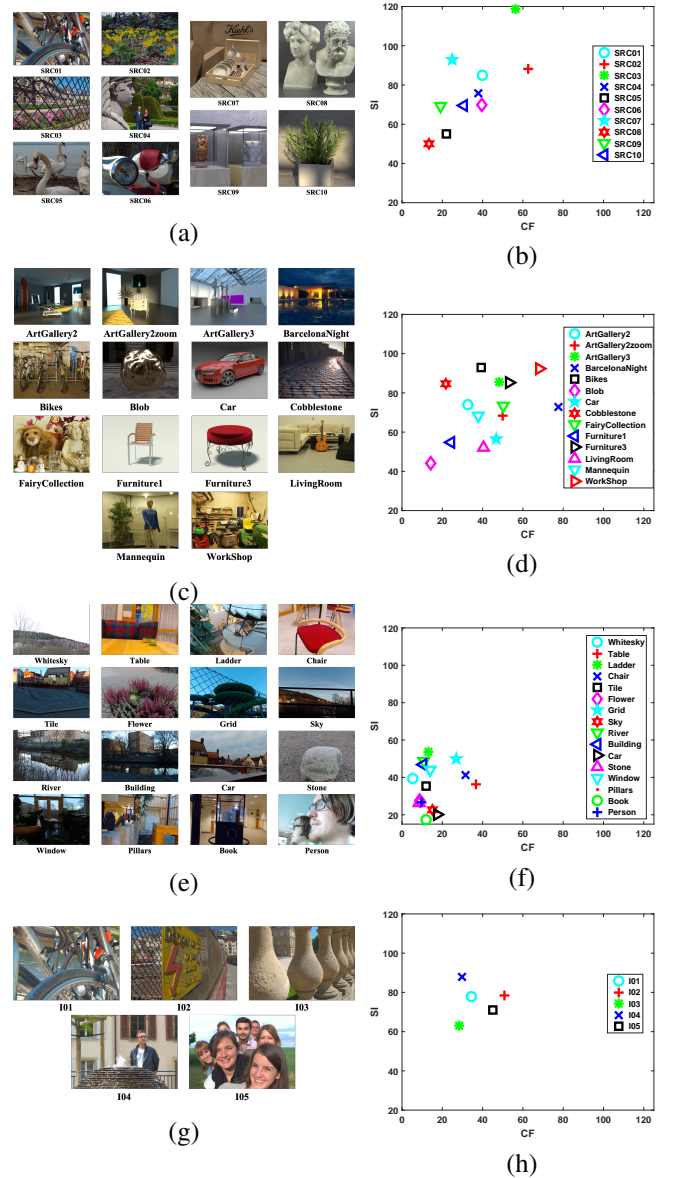 Kiehl's
SRC01 SRC02
SRC03 SRC04
SRC05 SRC06
SRC07 SRC08
SRC09 SRC10
(a)
120
100
80
60
40
20
SI
0 20 40 60 80 100 120
CF
SRC01
SRC02
SRC03
SRC04
SRC05
SRC06
SRC07
SRC08
SRC09
SRC10
(b)
ArtGallery2 ArtGallery2zoom ArtGallery3 BarcelonaNight
Bikes Blob Car Cobblestone
FairyCollection Furniture1 Furniture3 LivingRoom
Mannequin WorkShop
(c)
120
100
80
60
40
20
SI
0 20 40 60 80 100 120
CF
ArtGallery2
ArtGallery2zoom
ArtGallery3
BarcelonaNight
Bikes
Blob
Car
Cobblestone
FairyCollection
Furniture1
Furniture3
LivingRoom
Mannequin
WorkShop
(d)
Whitesky Table Ladder Chair
Tile Flower Grid Sky
River Building Car Stone
Window Pillars Book Person
(e)
120
100
80
60
40
20
SI
0 20 40 60 80 100 120
CF
Whitesky
Table
Ladder
Chair
Tile
Flower
Grid
Sky
River
Building
Car
Stone
Window
Pillars
Book
Person
(f)
I01 I02 I03
I04 I05
(g)
120
100
80
60
40
20
SI
0 20 40 60 80 100 120
CF
I01
I02
I03
I04
I05
(h)